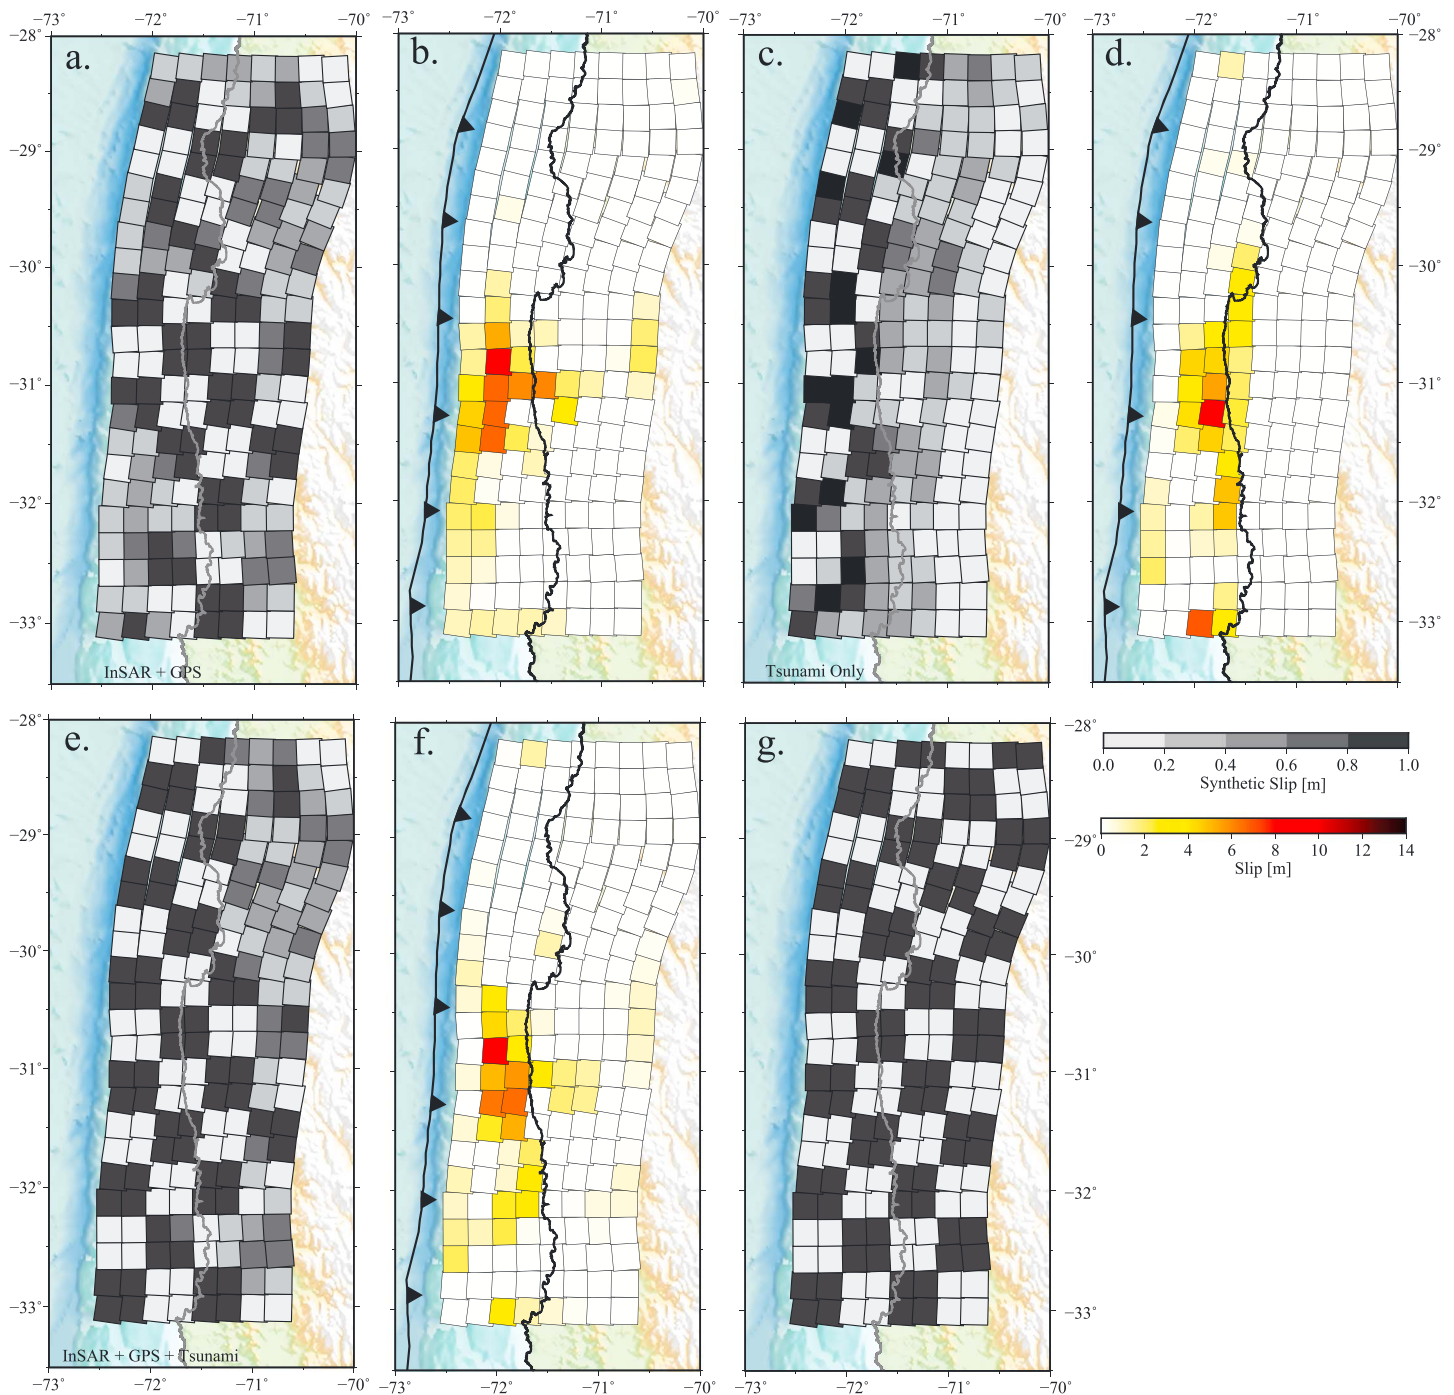 −73° −72° −71° −70° −73° −72° −71° −70° −73° −72° −71° −70° −73° −72° −71° −70°
−28° a. b. c. d. −28°
−29° −29°
−30° −30°
−31° −31°
−32° −32°
−33° −33°
InSAR + GPS Tsunami Only
−28° e. f. g. −28°
0.0 0.2 0.4 0.6 0.8 1.0
Synthetic Slip [m]
−29° −29°
0 2 4 6 8 10 12 14
Slip [m]
−30° −30°
−31° −31°
−32° −32°
−33° −33°
InSAR + GPS + Tsunami
−73° −72° −71° −70° −73° −72° −71° −70° −73° −72° −71° −70°